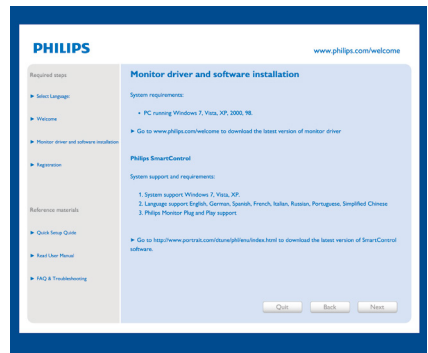 PHILIPS
www.philips.com/welcome
Required steps
Select Language:
Welcome
Monitor driver and software installation
Registration
Reference materials
Quick Setup Guide
Read User Manual
FAQ & Troubleshooting
Monitor driver and software installation
System requirements:
• PC running Windows 7, Vista, XP, 2000, 98.
Go to www.philips.com/welcome to download the latest version of monitor driver
Philips SmartControl
System support and requirements:
1. System support Windows 7, Vista, XP.
2. Language support English, German, Spanish, French, Italian, Russian, Portuguese, Simplified Chinese
3. Philips Monitor Plug and Play support
Go to http://www.portrait.com/dtune/phl/enu/index.html to download the latest version of SmartControl
software.
Quit
Back
Next